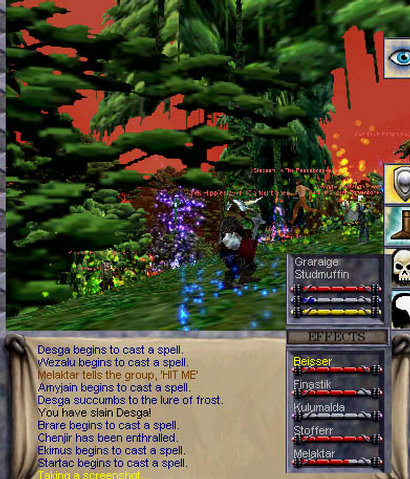 Graraige
Studmuffin
EFFECTS
Beisser
Finastik
Kulumalda
Stofferr
Melaktar
Desga begins to cast a spell.
Wezalu begins to cast a spell.
Melaktar tells the group, 'HIT ME'
Amyjain begins to cast a spell.
Desga succumbs to the lure of frost.
You have slain Desga!
Brare begins to cast a spell.
Chenjir has been enthralled.
Ekimus begins to cast a spell.
Startac begins to cast a spell.
Taking a screenshot...